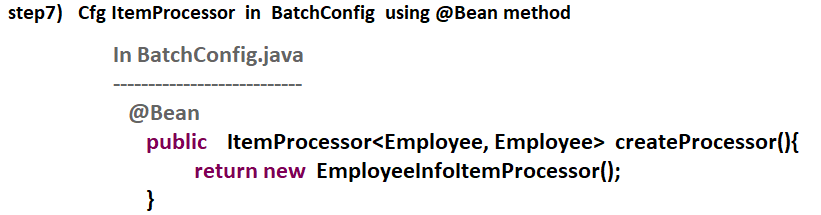 step7) Cfg ItemProcessor in BatchConfig using @Bean method
In BatchConfig.java
---------------------------
@Bean
public ItemProcessor<Employee, Employee> createProcessor(){
return new EmployeeInfoItemProcessor();
}